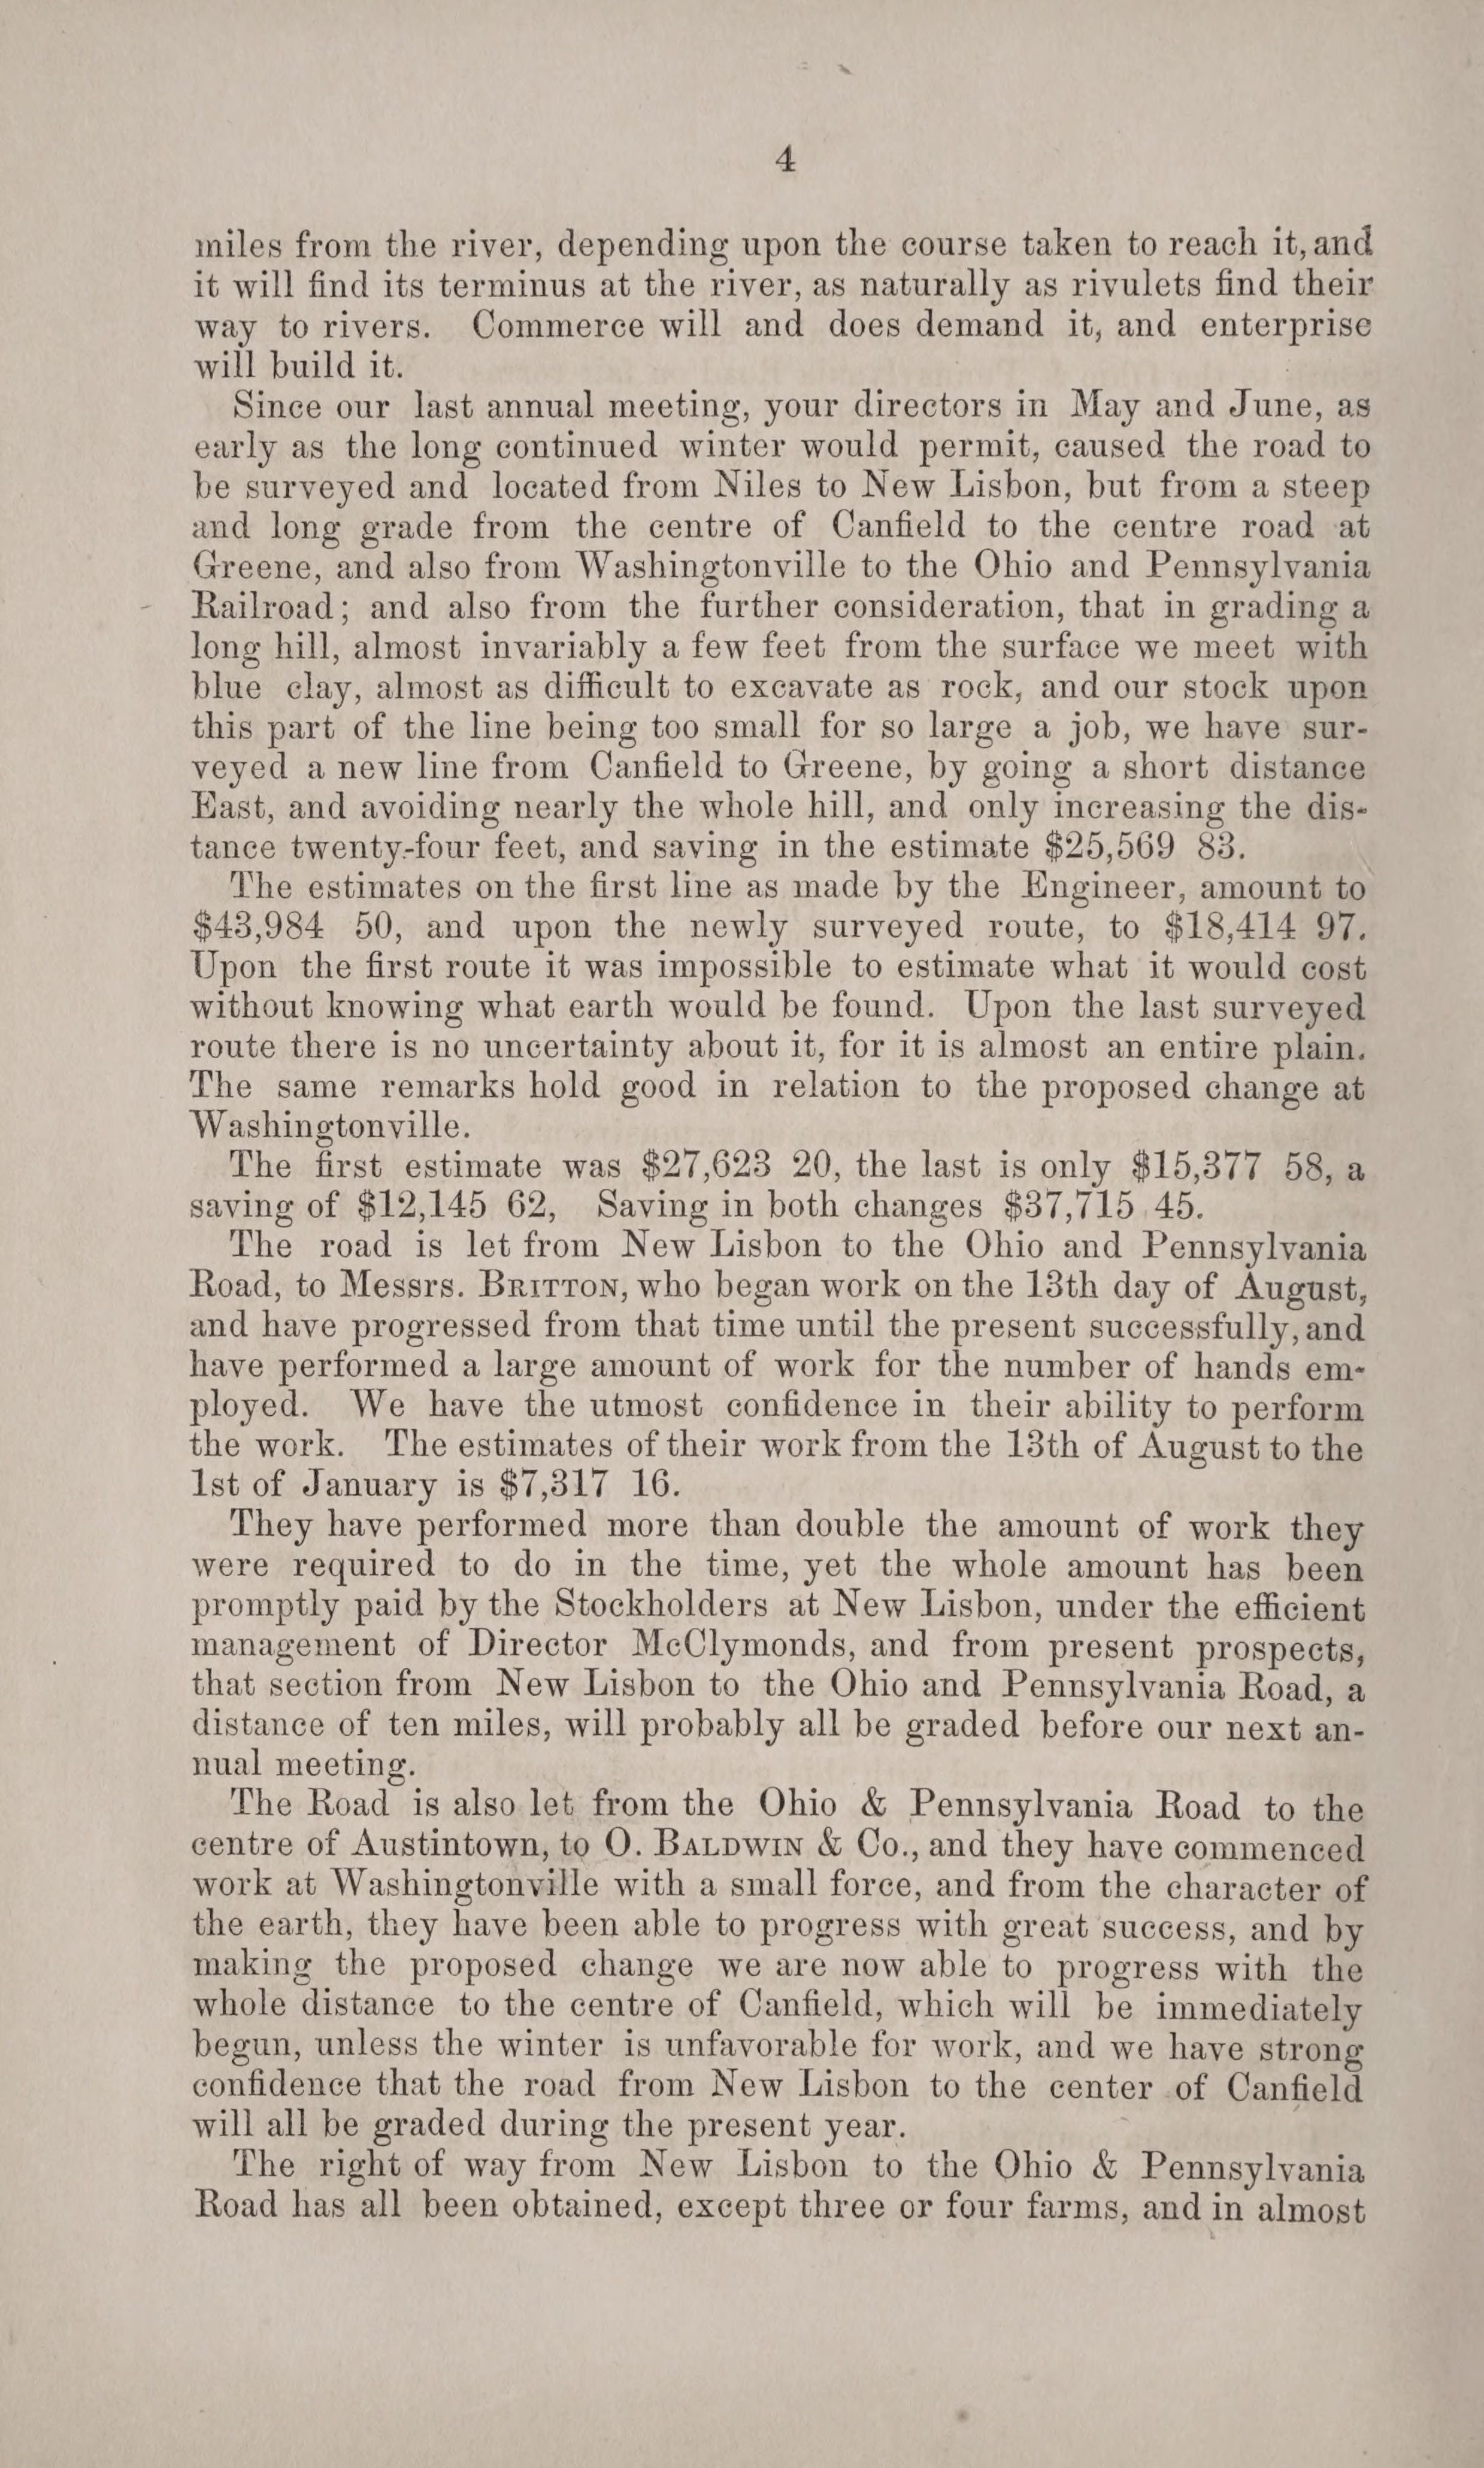 4
miles from the river, depending upon the course taken to reach it, and
it will find its terminus at the river, as naturally as rivulets find their
way to rivers. Commerce will and does demand it, and enterprise
will build it.
Since our last annual meeting, your directors in May and June, as
early as the long continued winter would permit, caused the road to
be surveyed and located from Niles to New Lisbon, but from a steep
and long grade from the centre of Canfield to the centre road at
Greene, and also from Washingtonville to the Ohio and Pennsylvania
Railroad; and also from the further consideration, that in grading a
long hill, almost invariably a few feet from the surface we meet with
blue clay, almost as difficult to excavate as rock, and our stock upon
this part of the line being too small for so large a job, we have sur-
veyed a new line from Canfield to Greene, by going a short distance
East, and avoiding nearly the whole hill, and only increasing the dis-
tance twenty-four feet, and saving in the estimate $25,569 83.
The estimates on the first line as made by the Engineer, amount to
$43,984 50, and upon the newly surveyed route, to $18,414 97.
Upon the first route it was impossible to estimate what it would cost
without knowing what earth would be found. Upon the last surveyed
route there is no uncertainty about it, for it is almost an entire plain.
The same remarks hold good in relation to the proposed change at
Washingtonville.
The first estimate was $27,623 20, the last is only $15,377 58, a
saving of $12,145 62, Saving in both changes $37,715 45.
The road is let from New Lisbon to the Ohio and Pennsylvania
Road, to Messrs. BRITTON, who began work on the 13th day of August,
and have progressed from that time until the present successfully, and
have performed a large amount of work for the number of hands em-
ployed. We have the utmost confidence in their ability to perform
the work. The estimates of their work from the 13th of August to the
1st of January is $7,317 16.
They have performed more than double the amount of work they
were required to do in the time, yet the whole amount has been
promptly paid by the Stockholders at New Lisbon, under the efficient
management of Director McClymonds, and from present prospects,
that section from New Lisbon to the Ohio and Pennsylvania Road, a
distance of ten miles, will probably all be graded before our next an-
nual meeting.
The Road is also let from the Ohio & Pennsylvania Road to the
centre of Austintown, to O. BALDWIN & Co., and they have commenced
work at Washingtonville with a small force, and from the character of
the earth, they have been able to progress with great success, and by
making the proposed change we are now able to progress with the
whole distance to the centre of Canfield, which will be immediately
begun, unless the winter is unfavorable for work, and we have strong
confidence that the road from New Lisbon to the center of Canfield
will all be graded during the present year.
The right of way from New Lisbon to the Ohio & Pennsylvania
Road has all been obtained, except three or four farms, and in almost